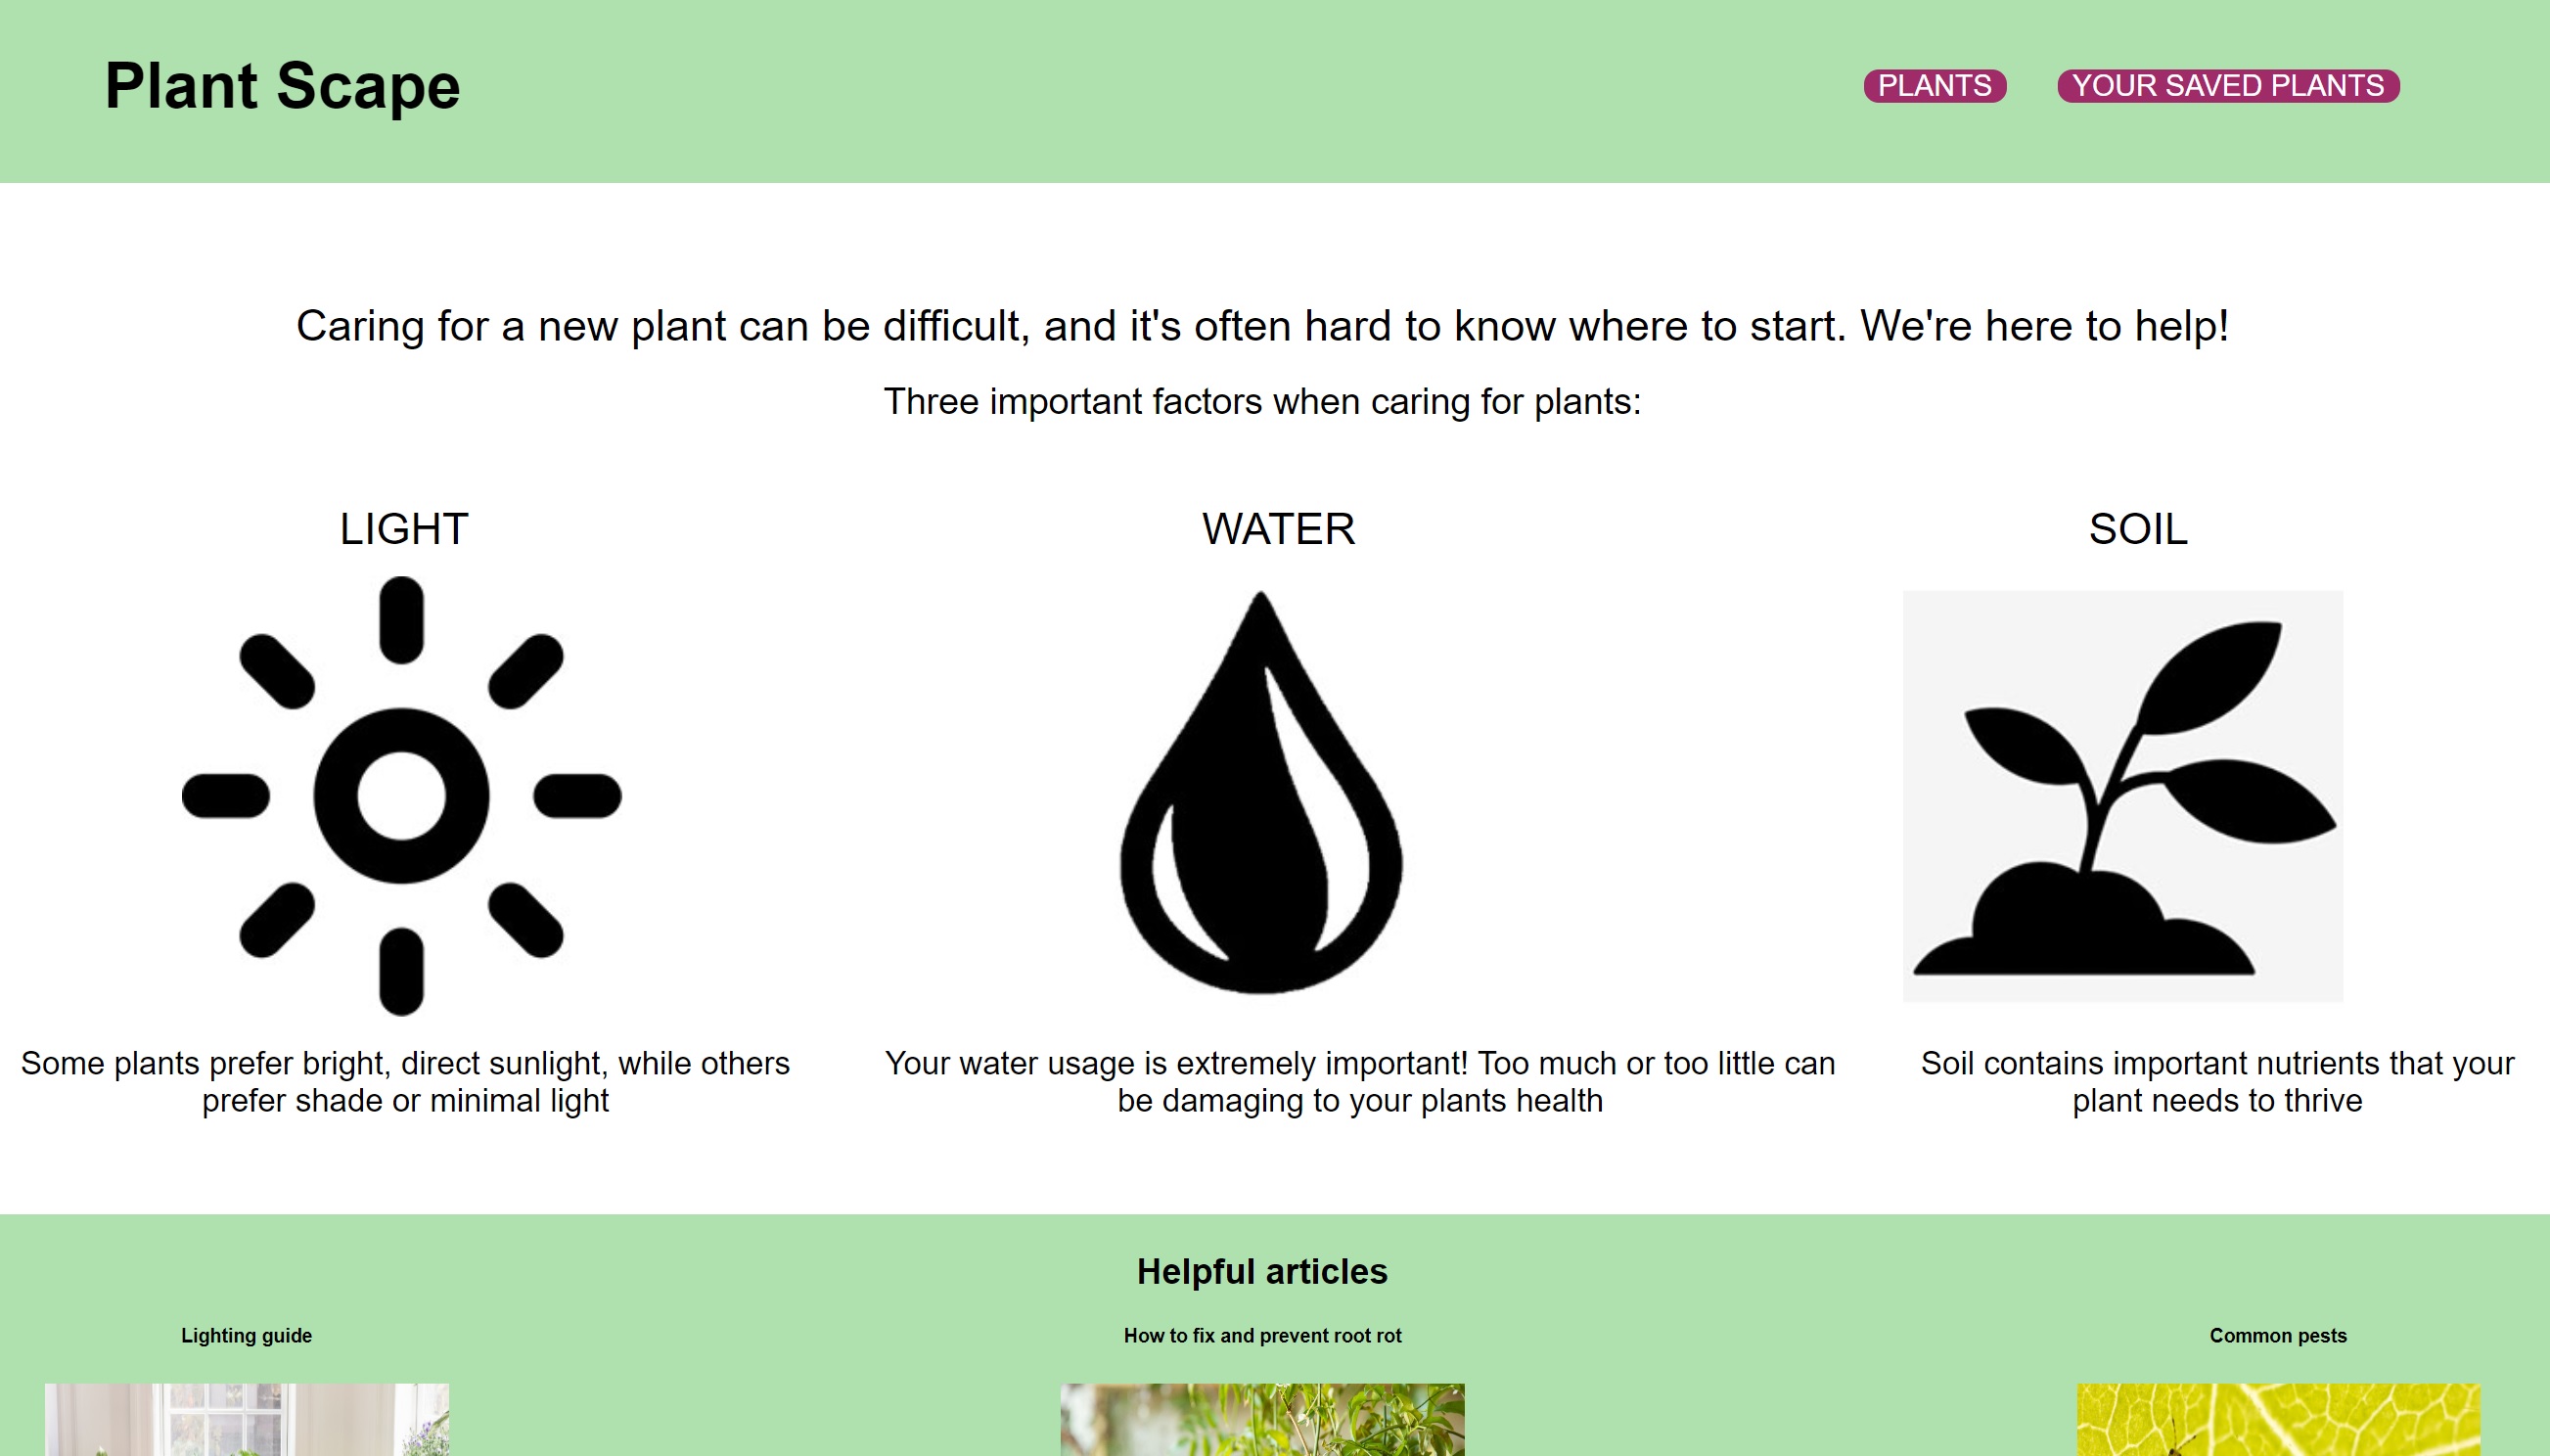 Plant Scape
PLANTS
YOUR SAVED PLANTS
Caring for a new plant can be difficult, and it's often hard to know where to start. We're here to help!
Three important factors when caring for plants:
LIGHT
WATER
SOIL
Some plants prefer bright, direct sunlight, while others
prefer shade or minimal light
Your water usage is extremely important! Too much or too little can
be damaging to your plants health
Soil contains important nutrients that your
plant needs to thrive
Helpful articles
Lighting guide
How to fix and prevent root rot
Common pests